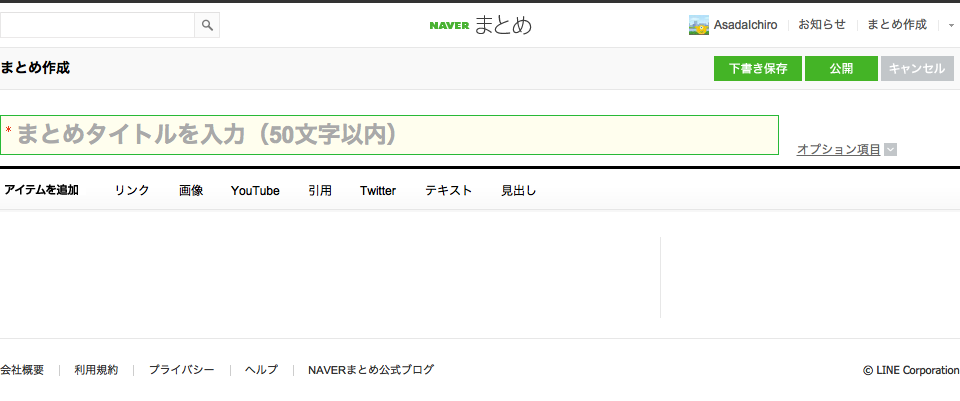 NAVER まとめ AsadaIchiro お知らせ まとめ作成
まとめ作成 下書き保存 公開 キャンセル
* まとめタイトルを入力（50文字以内）
オプション項目
アイテムを追加 リンク 画像 YouTube 引用 Twitter テキスト 見出し
会社概要 利用規約 プライバシー ヘルプ NAVERまとめ公式ブログ © LINE Corporation